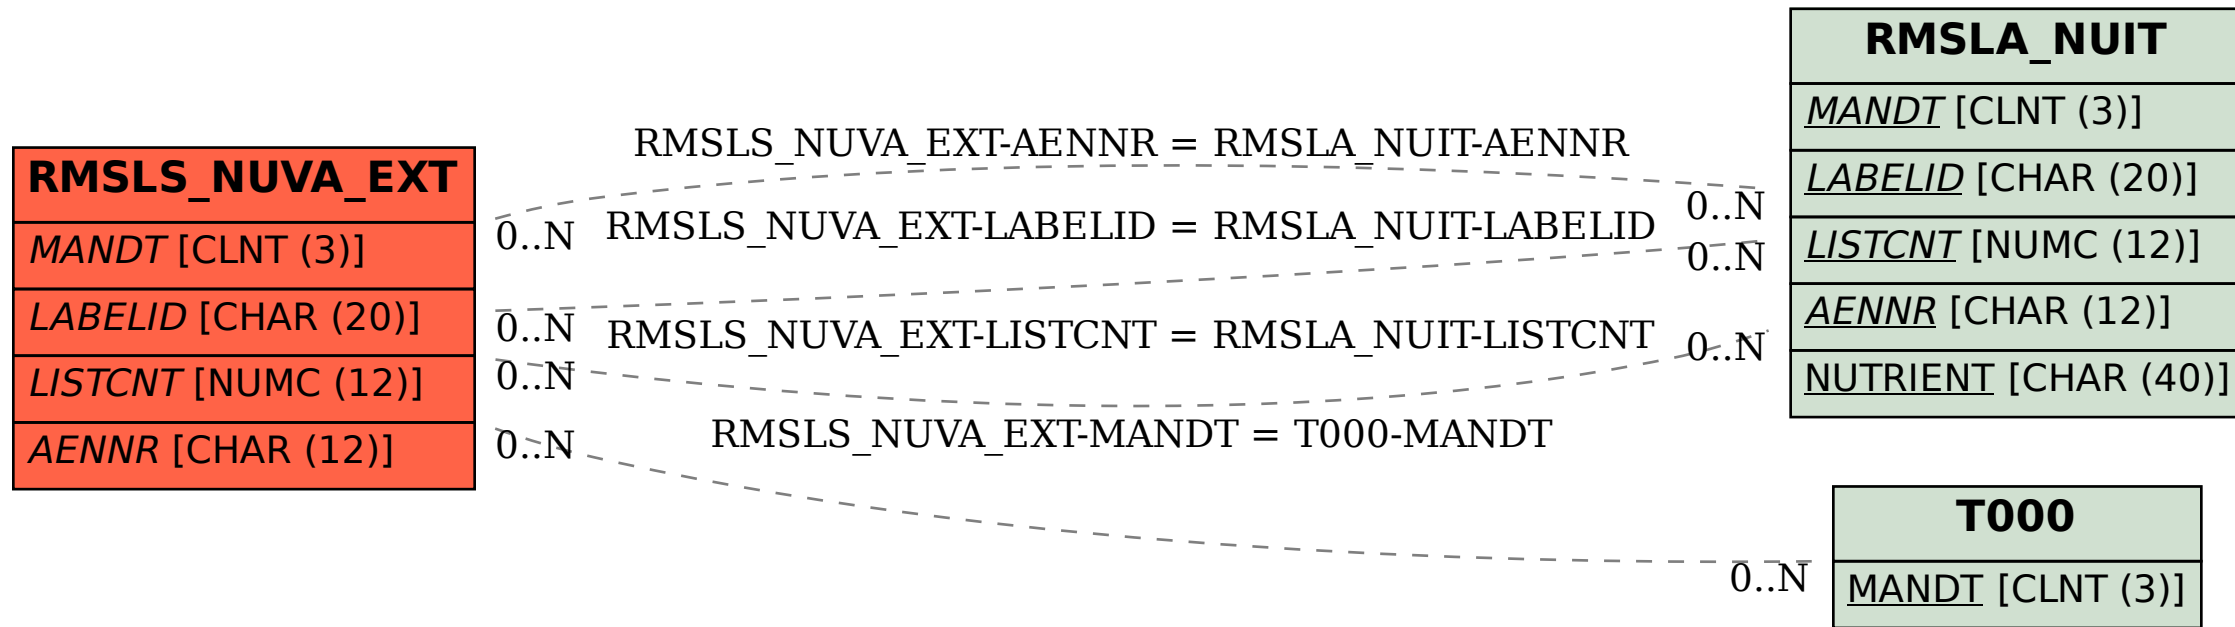 RMSLS_NUVA_EXT
MANDT [CLNT (3)]
LABELID [CHAR (20)]
LISTCNT [NUMC (12)]
AENNR [CHAR (12)]
RMSLS_NUVA_EXT-AENNR = RMSLA_NUIT-AENNR
0..N
0..N
RMSLS_NUVA_EXT-LABELID = RMSLA_NUIT-LABELID
0..N
0..N
RMSLS_NUVA_EXT-LISTCNT = RMSLA_NUIT-LISTCNT
0..N
0..N
RMSLS_NUVA_EXT-MANDT = T000-MANDT
0..N
0..N
RMSLA_NUIT
MANDT [CLNT (3)]
LABELID [CHAR (20)]
LISTCNT [NUMC (12)]
AENNR [CHAR (12)]
NUTRIENT [CHAR (40)]
T000
MANDT [CLNT (3)]